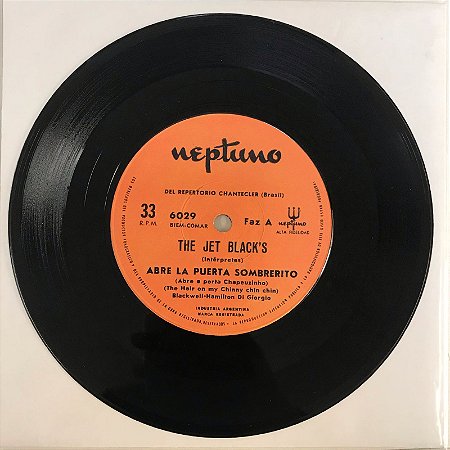 neptuno
DEL REPERTORIO CHANTECLER (Brasil)
33
R.P.M.
6029
BIEM-COMAR
Faz A
neptuno
ALTA FIDELIDAD
THE JET BLACK'S
(Intérpretes)
ABRE LA PUERTA SOMBRERITO
(Abre a porta Chapeuzinho)
(The Hair on my Chinny chin chin)
Blackwell-Hamilton Di Giorgio
INDUSTRIA ARGENTINA
MARCA REGISTRADA